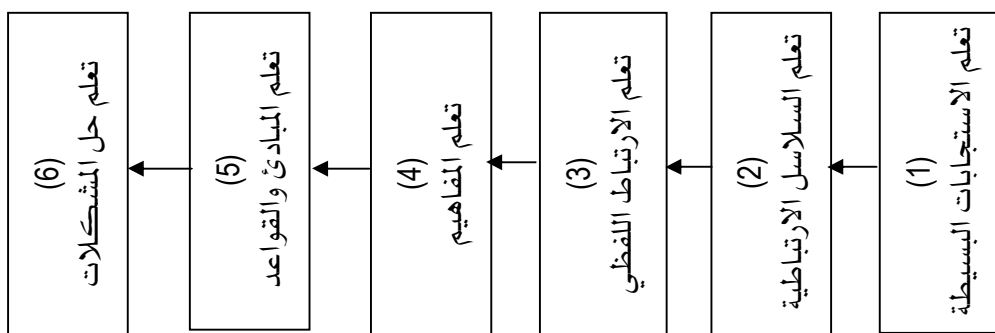 (1)
تعلم الاستجابات البسيطة
(2)
تعلم السلاسل الارتباطية
(3)
تعلم الارتباط اللفظي
(4)
تعلم المفاهيم
(5)
تعلم المبادئ والقواعد
(6)
تعلم حل المشكلات